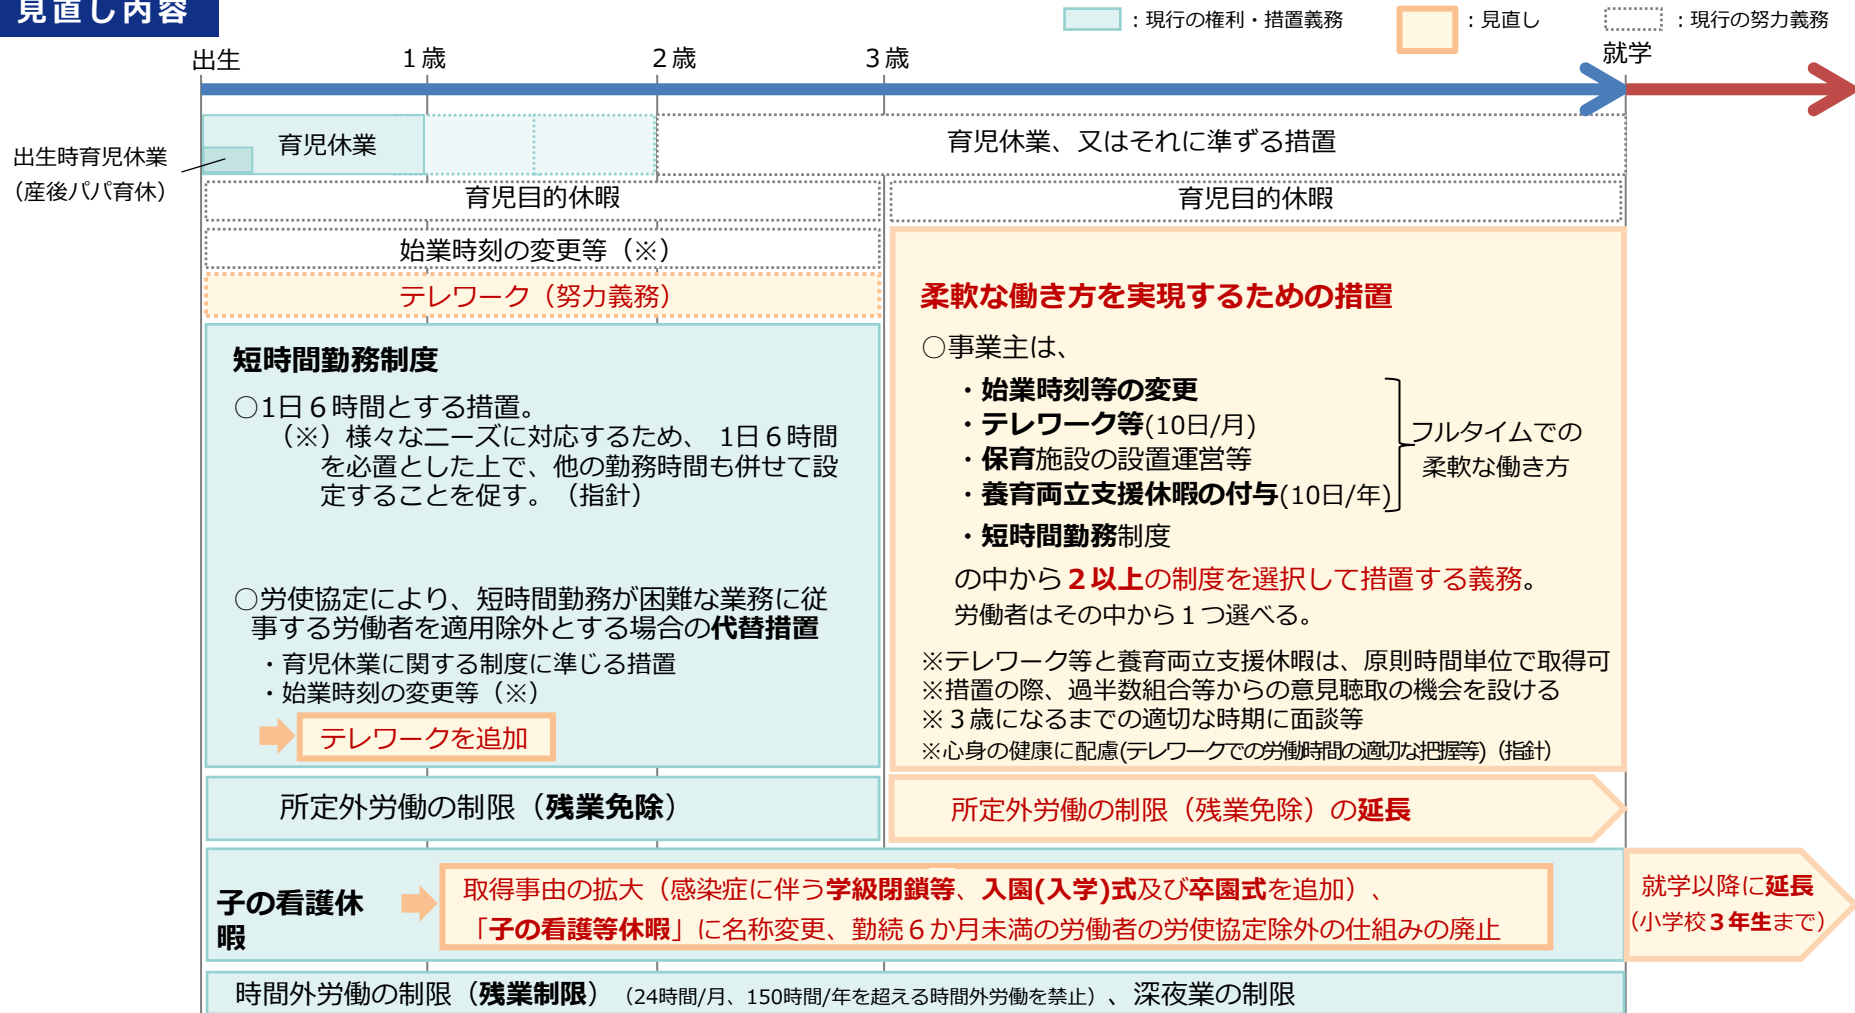 見直し内容
：現行の権利・措置義務
：見直し
：現行の努力義務
出生
１歳
２歳
３歳
就学
出生時育児休業
（産後パパ育休）
育児休業
育児休業、又はそれに準ずる措置
育児目的休暇
育児目的休暇
始業時刻の変更等（※）
テレワーク（努力義務）
短時間勤務制度
○1日６時間とする措置。
（※）様々なニーズに対応するため、 1日６時間
を必置とした上で、他の勤務時間も併せて設
定することを促す。（指針）
○労使協定により、短時間勤務が困難な業務に従
事する労働者を適用除外とする場合の代替措置
・育児休業に関する制度に準じる措置
・始業時刻の変更等（※）
テレワークを追加
柔軟な働き方を実現するための措置
○事業主は、
・始業時刻等の変更
・テレワーク等(10日/月)
・保育施設の設置運営等
・養育両立支援休暇の付与(10日/年)
フルタイムでの
柔軟な働き方
・短時間勤務制度
の中から２以上の制度を選択して措置する義務。
労働者はその中から１つ選べる。
※テレワーク等と養育両立支援休暇は、原則時間単位で取得可
※措置の際、過半数組合等からの意見聴取の機会を設ける
※３歳になるまでの適切な時期に面談等
※心身の健康に配慮(テレワークでの労働時間の適切な把握等)（指針）
所定外労働の制限（残業免除）
所定外労働の制限（残業免除）の延長
子の看護休
暇
取得事由の拡大（感染症に伴う学級閉鎖等、入園(入学)式及び卒園式を追加）、
「子の看護等休暇」に名称変更、勤続６か月未満の労働者の労使協定除外の仕組みの廃止
就学以降に延長
（小学校３年生まで）
時間外労働の制限（残業制限）（24時間/月、150時間/年を超える時間外労働を禁止）、深夜業の制限